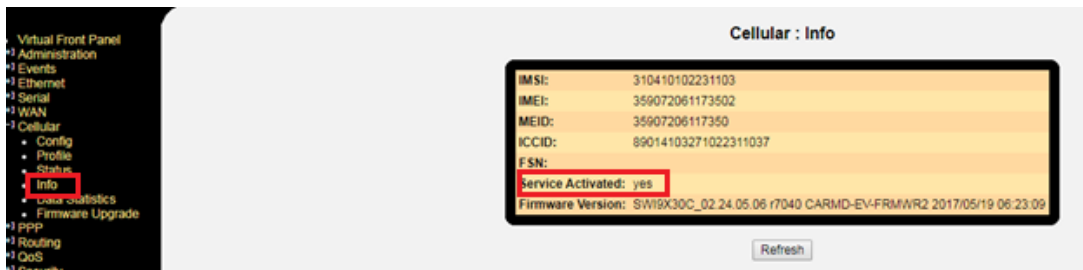 Virtual Front Panel
Administration
Events
Ethernet
Serial
WAN
Cellular
Config
Profile
Status
Info
Data Statistics
Firmware Upgrade
PPP
Routing
QoS
Security
Cellular : Info
IMSI: 310410102231103
IMEI: 359072061173502
MEID: 35907206117350
ICCID: 89014103271022311037
FSN:
Service Activated: yes
Firmware Version: SWI9X30C_02.24.05.06 r7040 CARMD-EV-FRMWR2 2017/05/19 06:23:09
Refresh